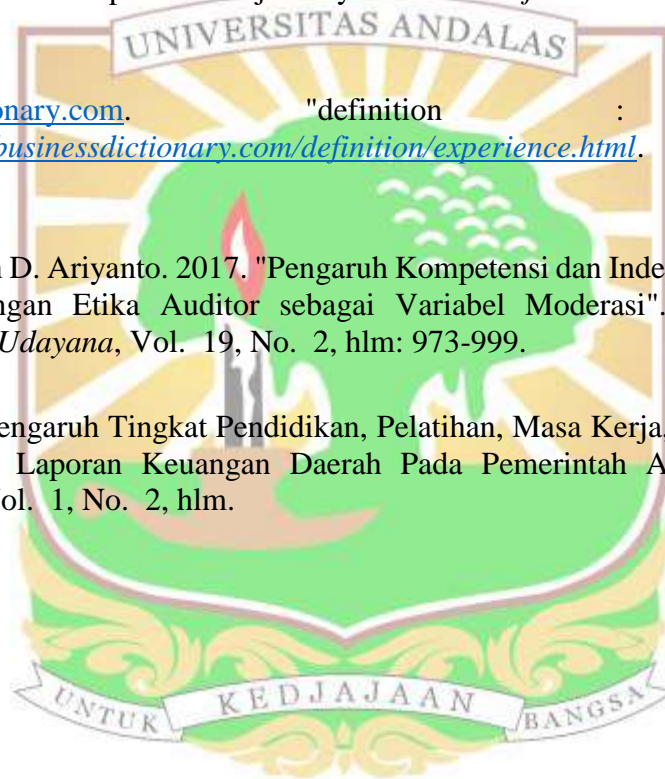 UNIVERSITAS ANDALAS
onary.com. "definition :
businessdictionary.com/definition/experience.html.
D. Ariyanto. 2017. "Pengaruh Kompetensi dan Inde
ngan Etika Auditor sebagai Variabel Moderasi".
Udayana, Vol. 19, No. 2, hlm: 973-999.
engaruh Tingkat Pendidikan, Pelatihan, Masa Kerja,
Laporan Keuangan Daerah Pada Pemerintah A
ol. 1, No. 2, hlm.
UNTUK KEDJAJAAN BANGSA